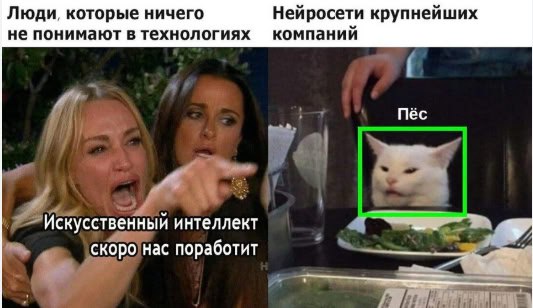 Люди, которые ничего
не понимают в технологиях
Нейросети крупнейших
компаний
Пёс
Искусственный интеллект
скоро нас поработит